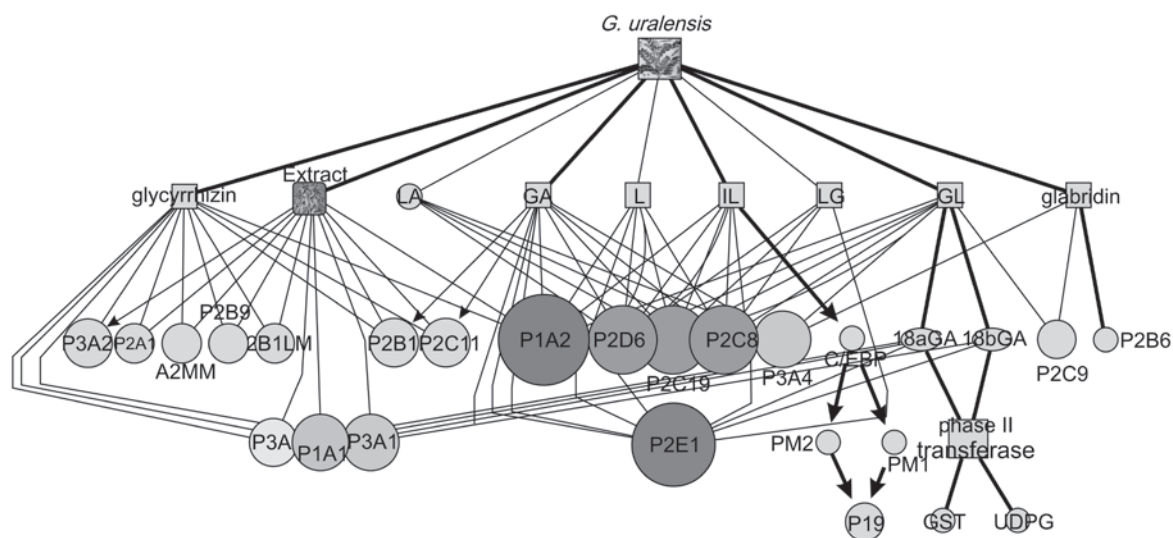 G. uralensis
Extract
glycyrrhizin
LA
GA
L
IL
LG
GL
glabridin
P2B9
P3A2
P2A1
2B1LM
P2B1
P2C11
P1A2
P2D6
P2C8
18aGA
18bGA
P2B6
A2MM
P2C19
P3A4
C/EBP
P2C9
P3A
P1A1
P3A1
P2E1
PM2
PM1
phase II
transferase
P19
GST
UDPG